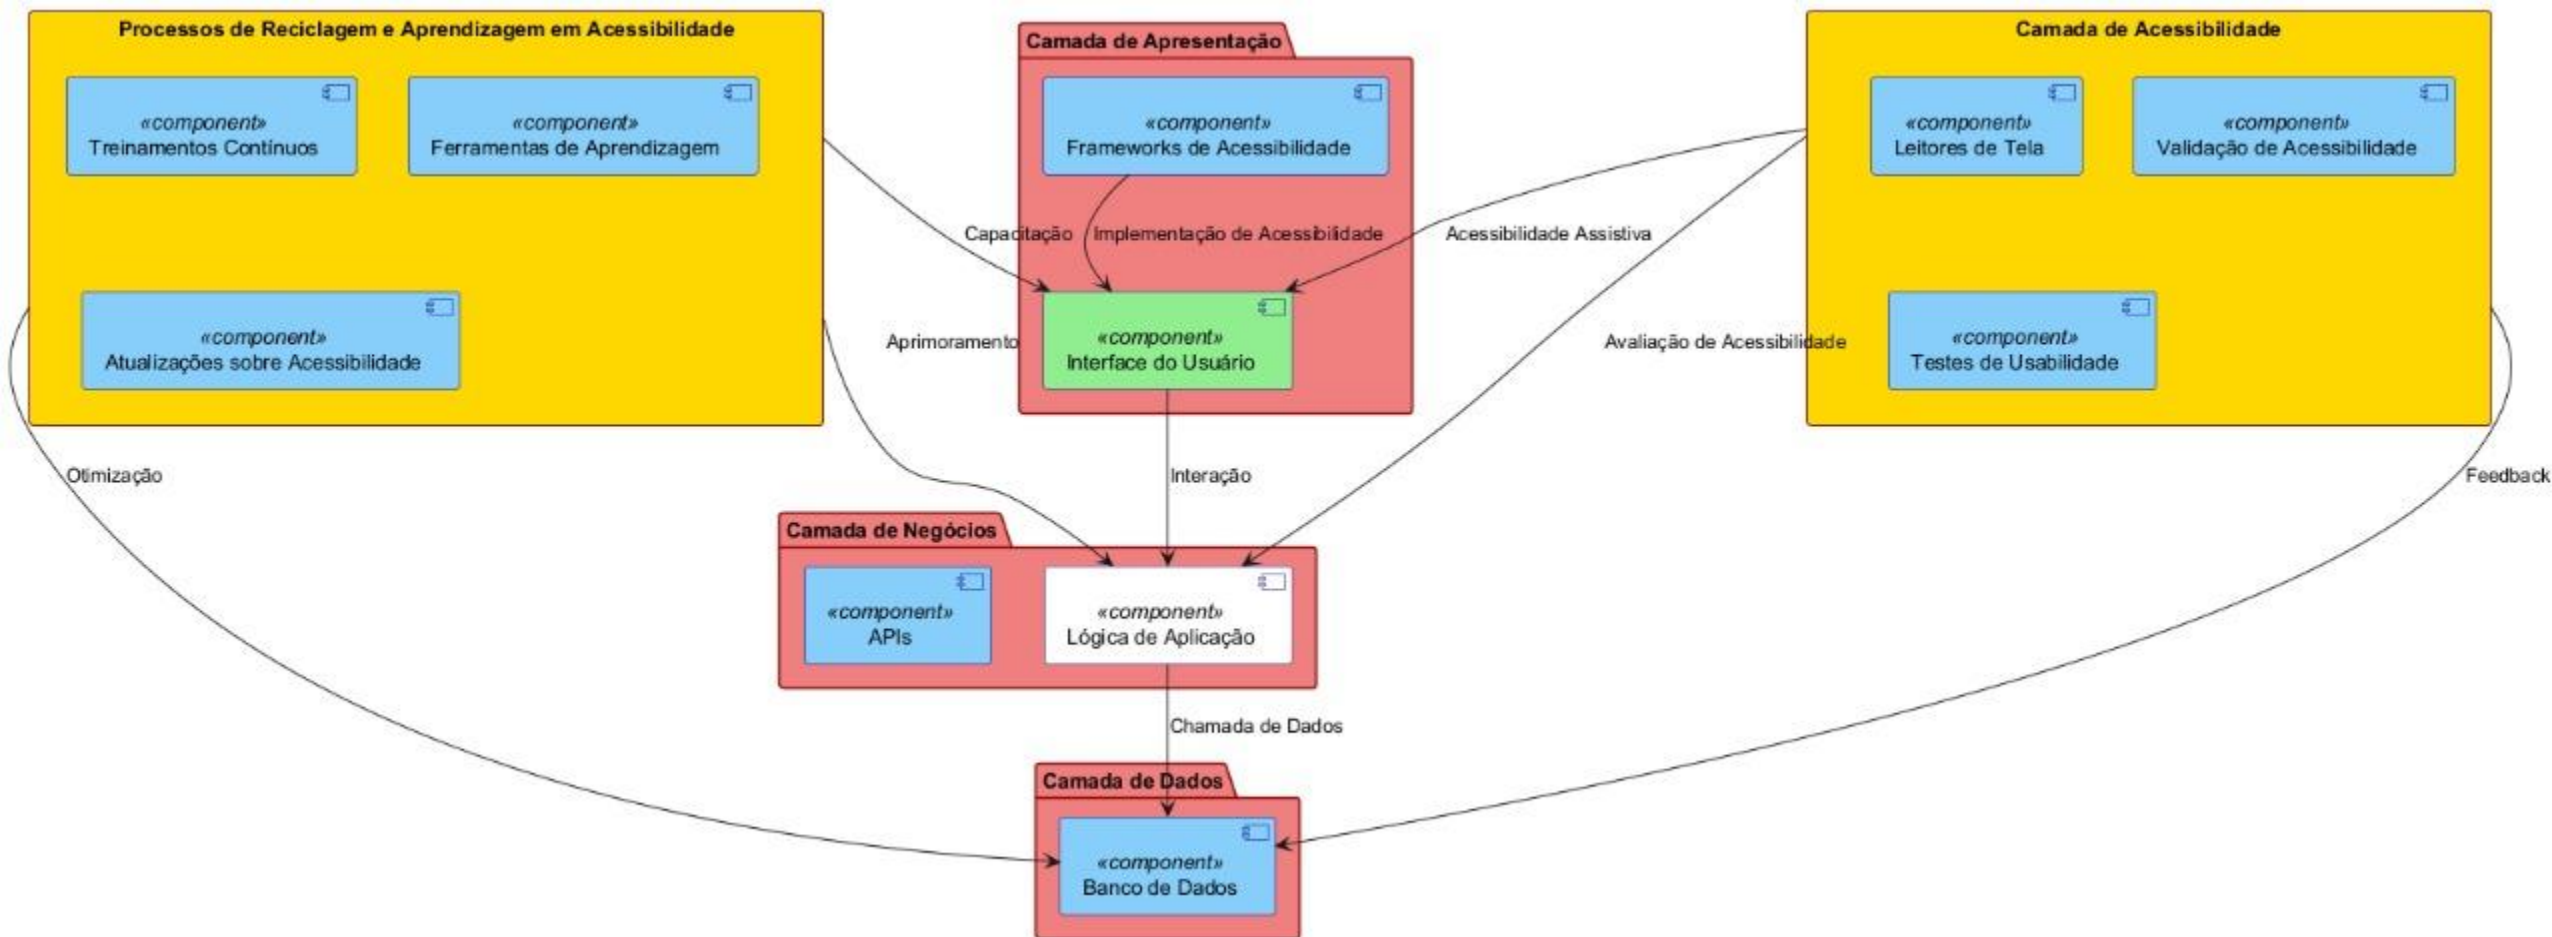 Processos de Reciclagem e Aprendizagem em Acessibilidade
«component»
Treinamentos Contínuos
«component»
Ferramentas de Aprendizagem
«component»
Atualizações sobre Acessibilidade
Camada de Apresentação
«component»
Frameworks de Acessibilidade
Capacitação
Implementação de Acessibilidade
Acessibilidade Assistiva
Aprimoramento
«component»
Interface do Usuário
Avaliação de Acessibilidade
Camada de Acessibilidade
«component»
Leitores de Tela
«component»
Validação de Acessibilidade
«component»
Testes de Usabilidade
Otimização
Interação
Feedback
Camada de Negócios
«component»
APIs
«component»
Lógica de Aplicação
Chamada de Dados
Camada de Dados
«component»
Banco de Dados